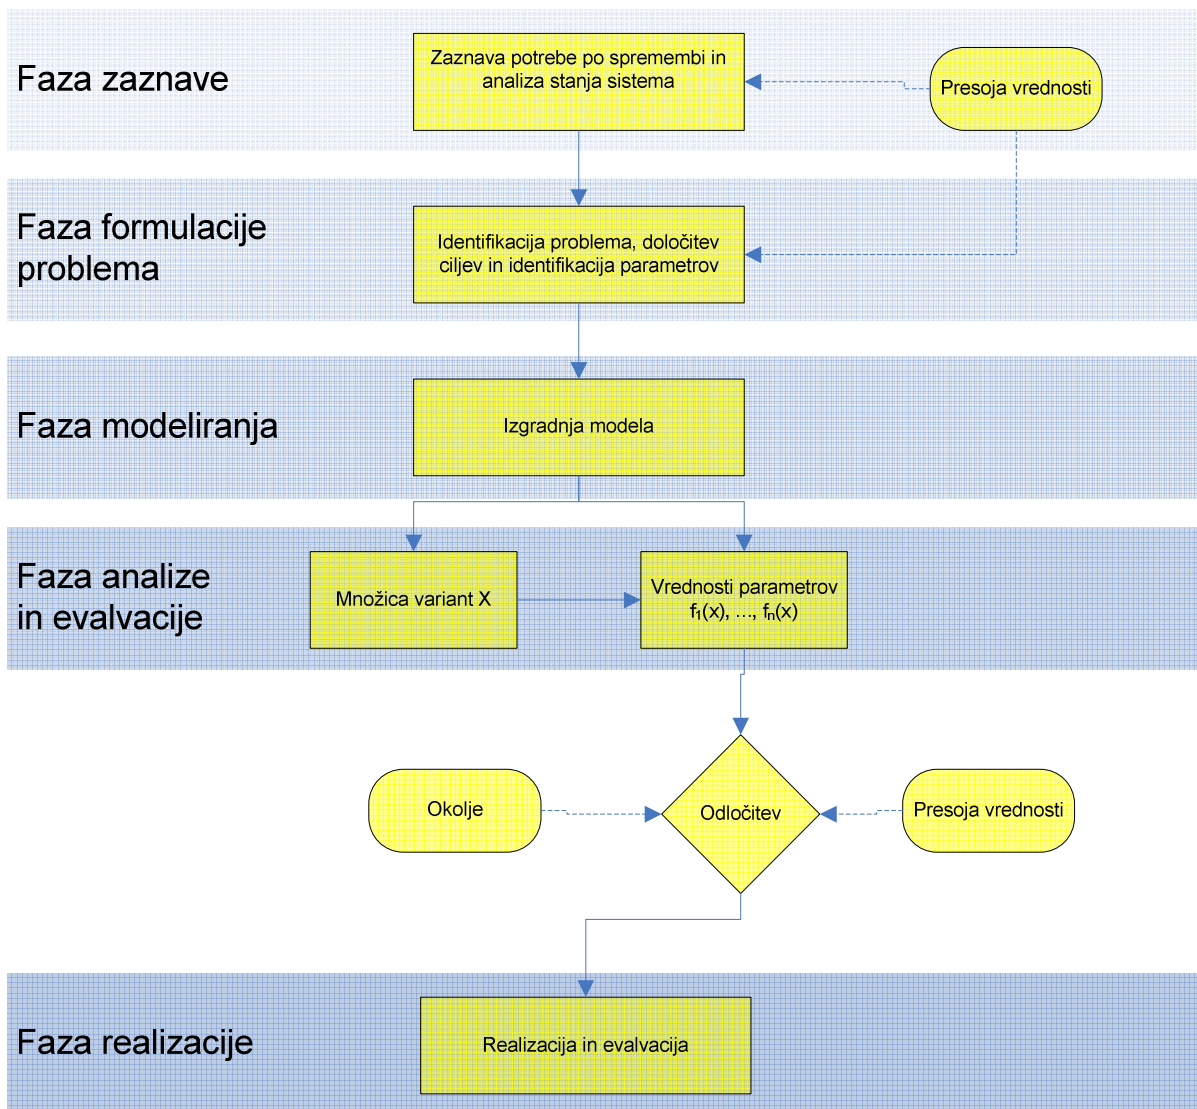 Faza zaznave
Zaznava potrebe po spremembi in
analiza stanja sistema
Presoja vrednosti
Faza formulacije
problema
Identifikacija problema, določitev
ciljev in identifikacija parametrov
Faza modeliranja
Izgradnja modela
Faza analize
in evalvacije
Množica variant X
Vrednosti parametrov
f₁(x), ..., fₙ(x)
Okolje
Odločitev
Presoja vrednosti
Faza realizacije
Realizacija in evalvacija